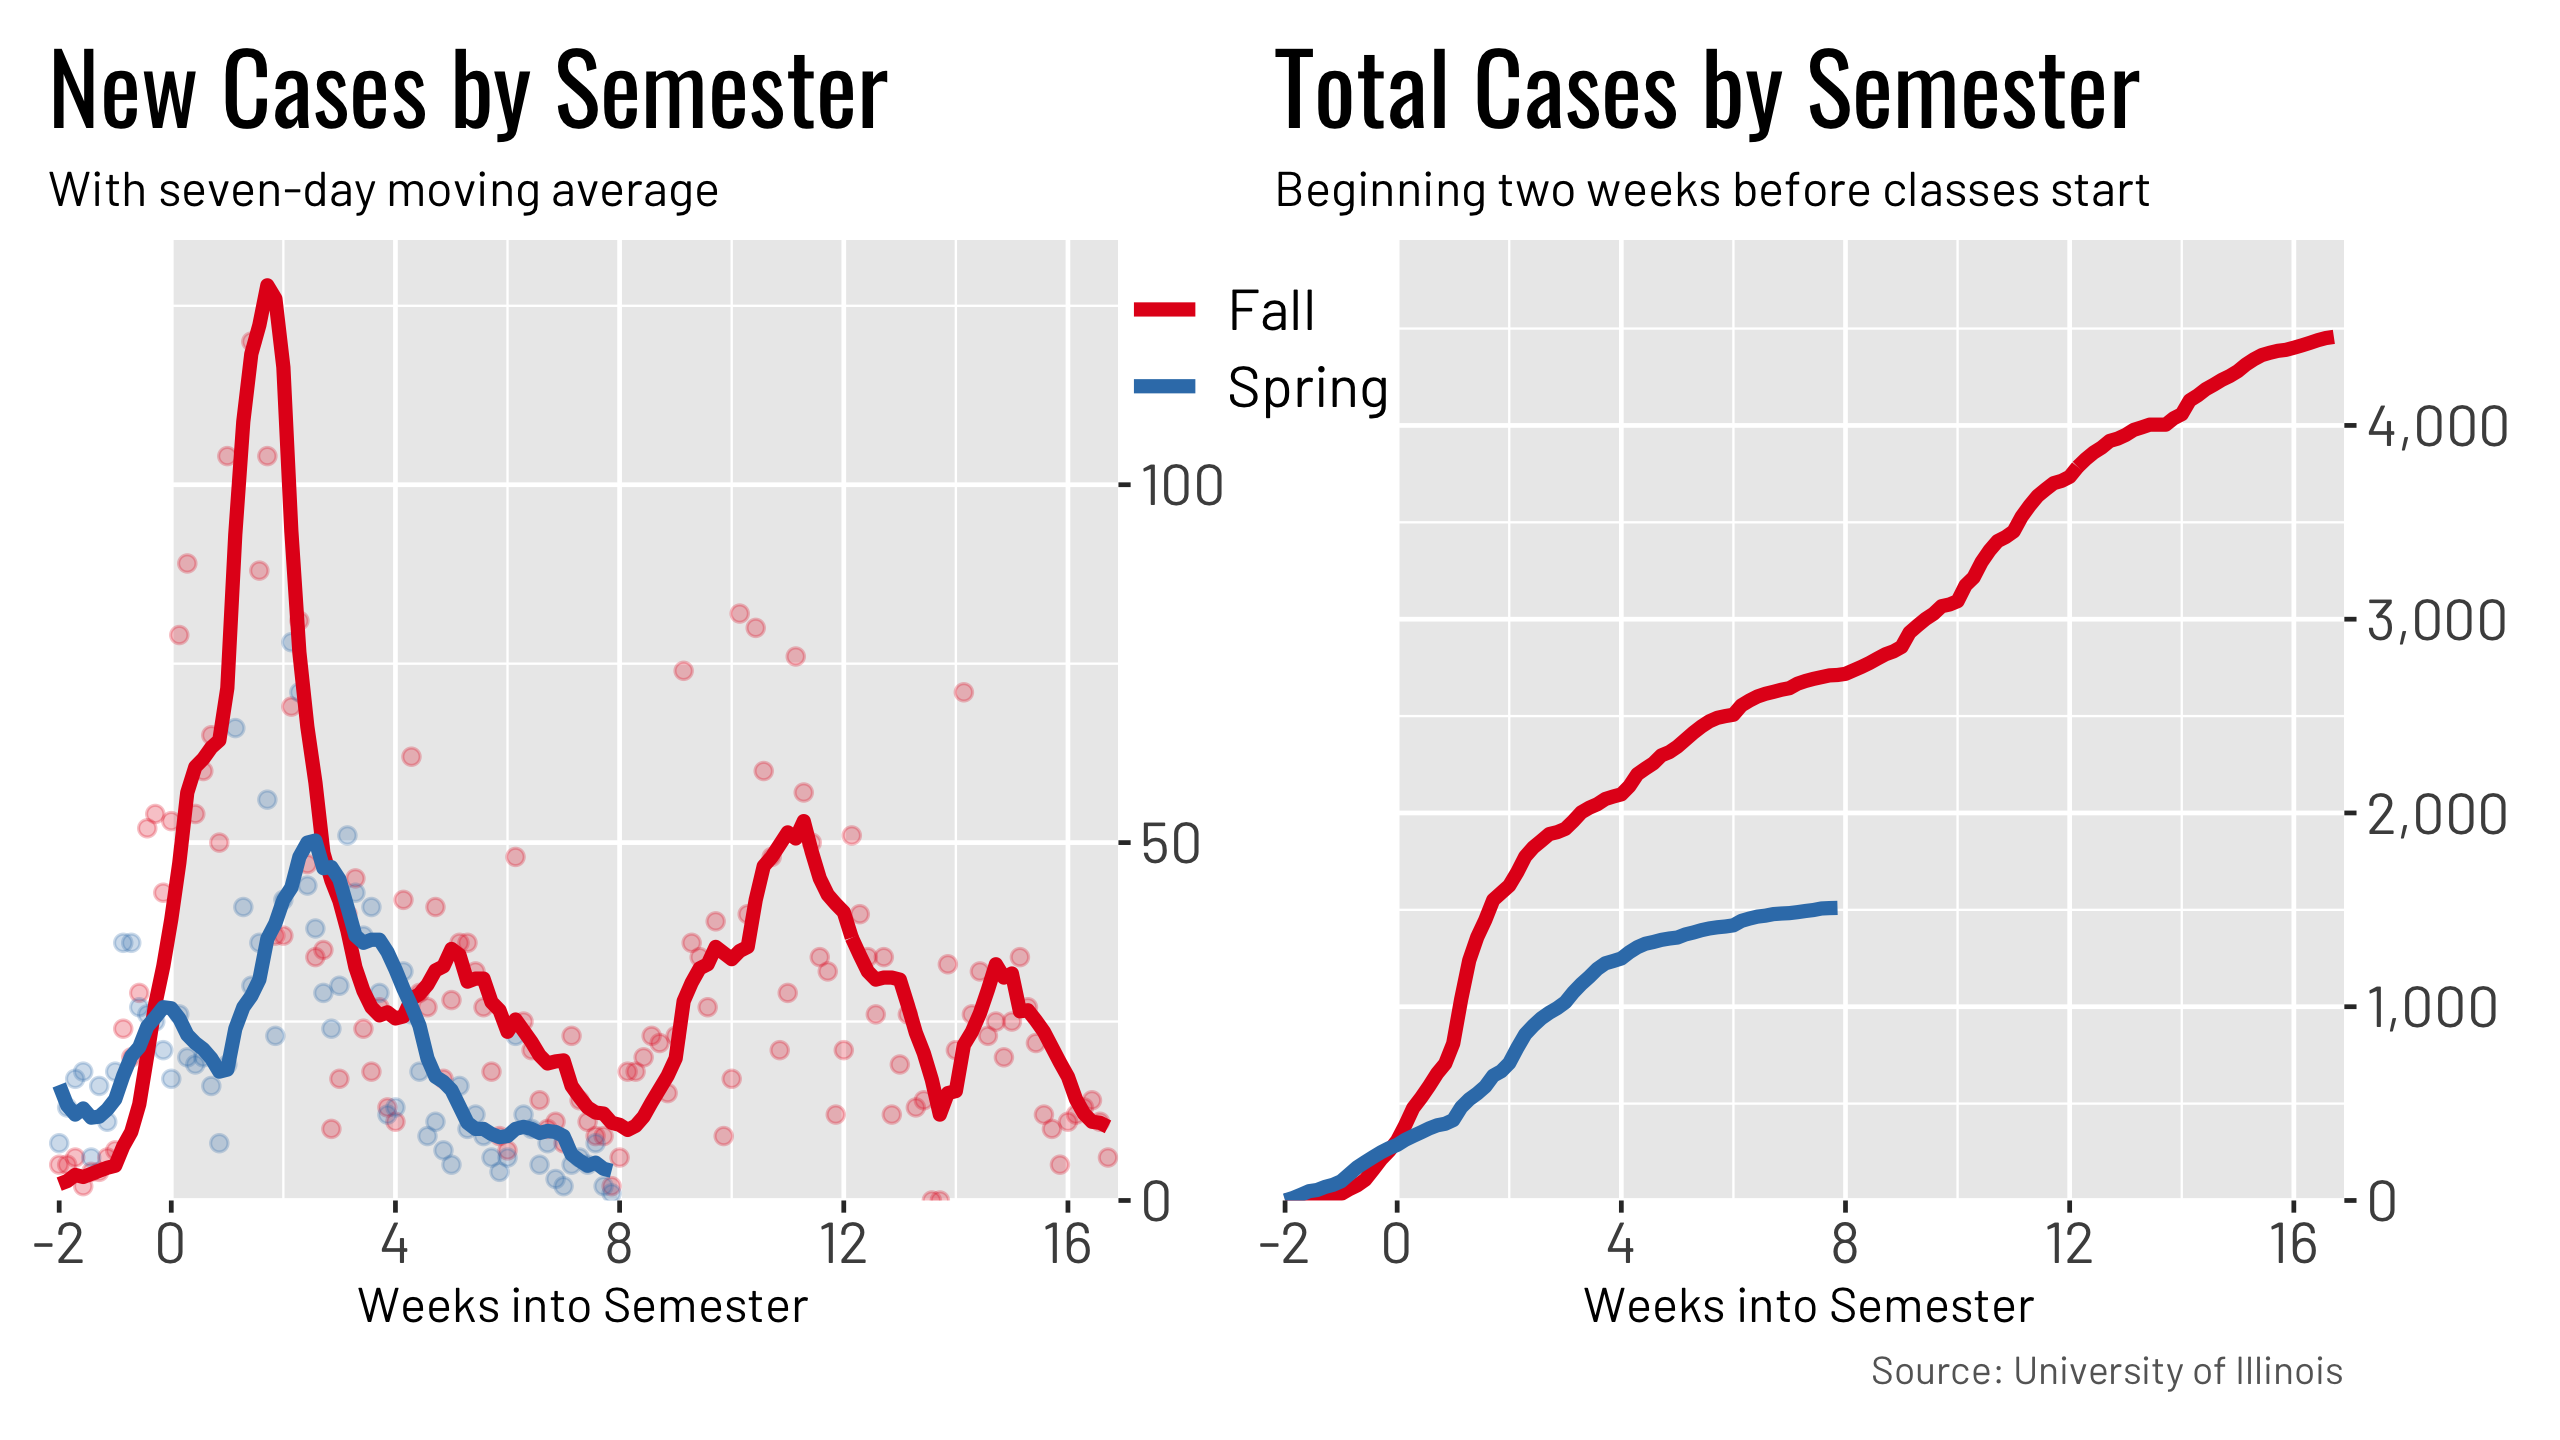 New Cases by Semester
With seven-day moving average
Fall
Spring
100
50
0
-2 0 4 8 12 16
Weeks into Semester
Total Cases by Semester
Beginning two weeks before classes start
4,000
3,000
2,000
1,000
0
-2 0 4 8 12 16
Weeks into Semester
Source: University of Illinois